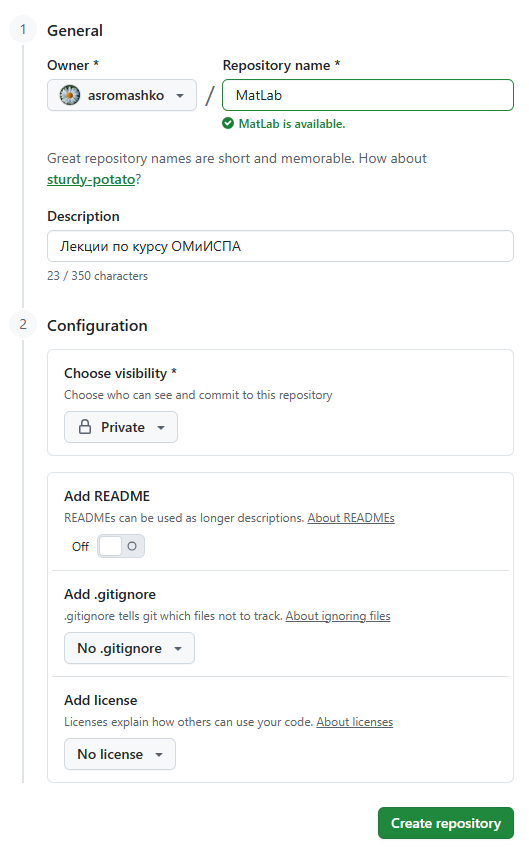 1 General
Owner * Repository name *
asromashko / MatLab
MatLab is available.
Great repository names are short and memorable. How about
sturdy-potato?
Description
Лекции по курсу ОМиИСПА
23 / 350 characters
2 Configuration
Choose visibility *
Choose who can see and commit to this repository
Private
Add README
READMEs can be used as longer descriptions. About READMEs
Off
Add .gitignore
.gitignore tells git which files not to track. About ignoring files
No .gitignore
Add license
Licenses explain how others can use your code. About licenses
No license
Create repository